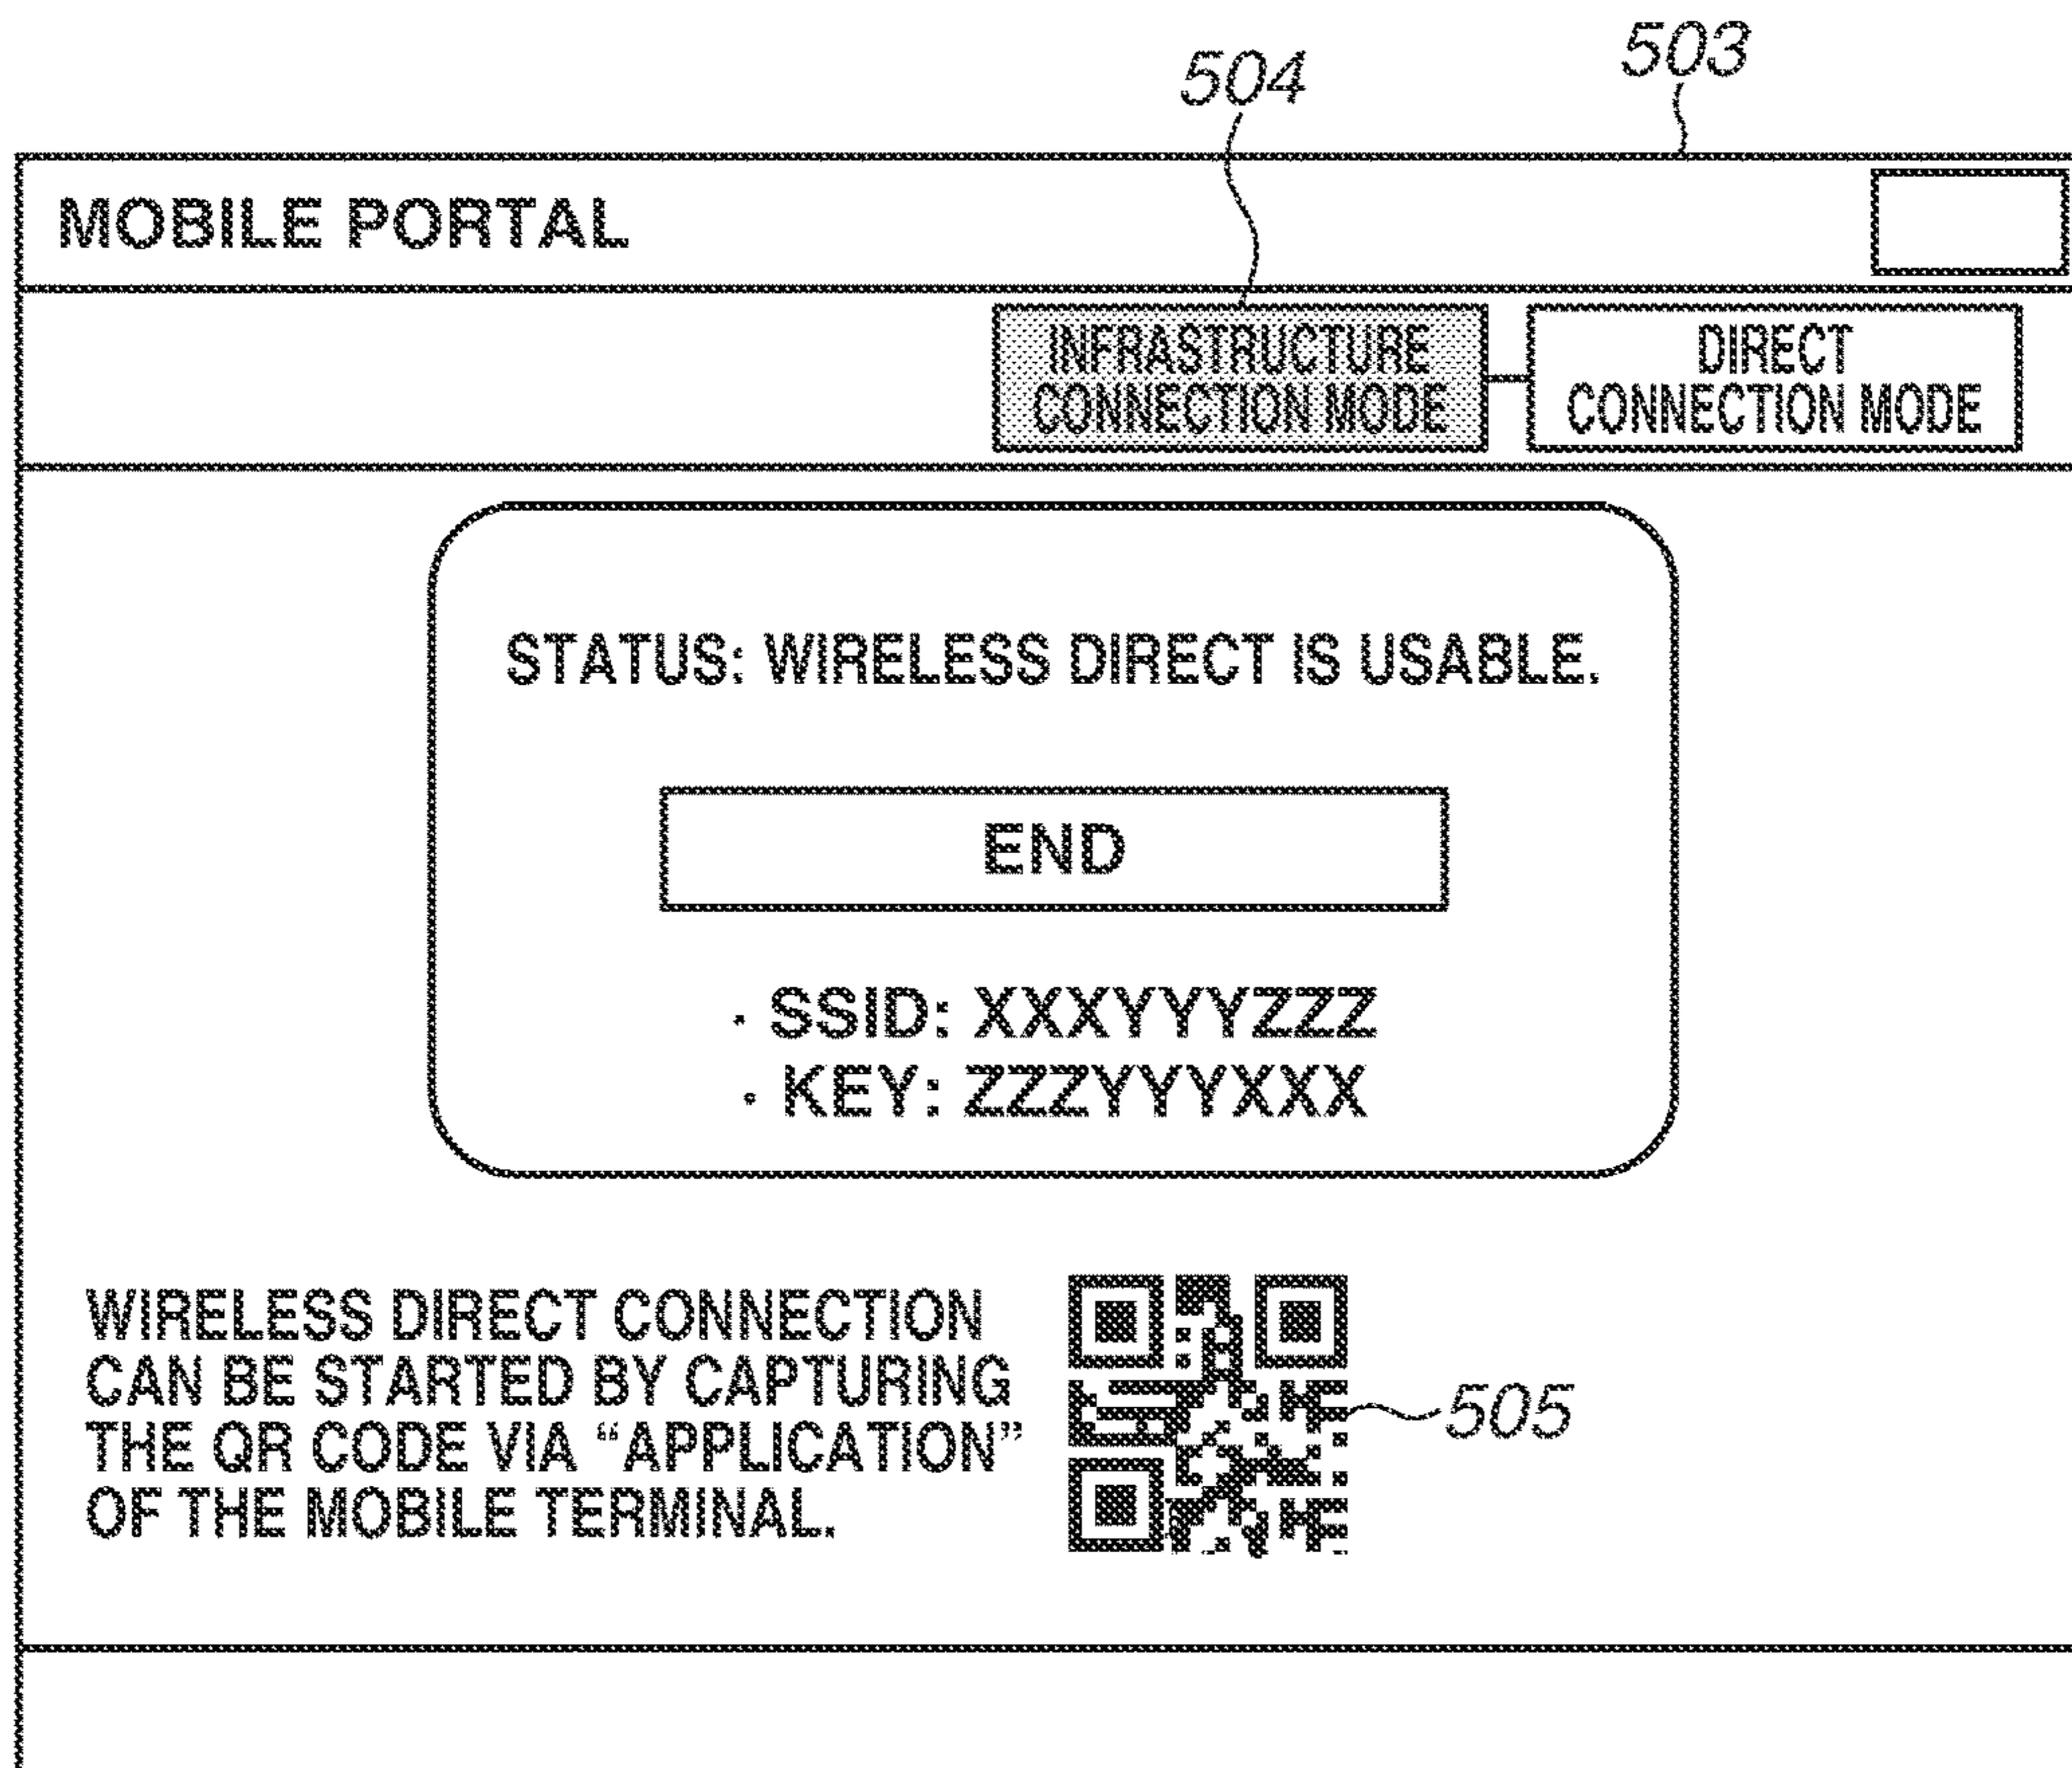 504
503
MOBILE PORTAL
INFRASTRUCTURE
CONNECTION MODE
DIRECT
CONNECTION MODE
STATUS: WIRELESS DIRECT IS USABLE.
END
· SSID: XXXYYYZZZ
· KEY: ZZZYYYXXX
WIRELESS DIRECT CONNECTION
CAN BE STARTED BY CAPTURING
THE QR CODE VIA “APPLICATION”
OF THE MOBILE TERMINAL.
505